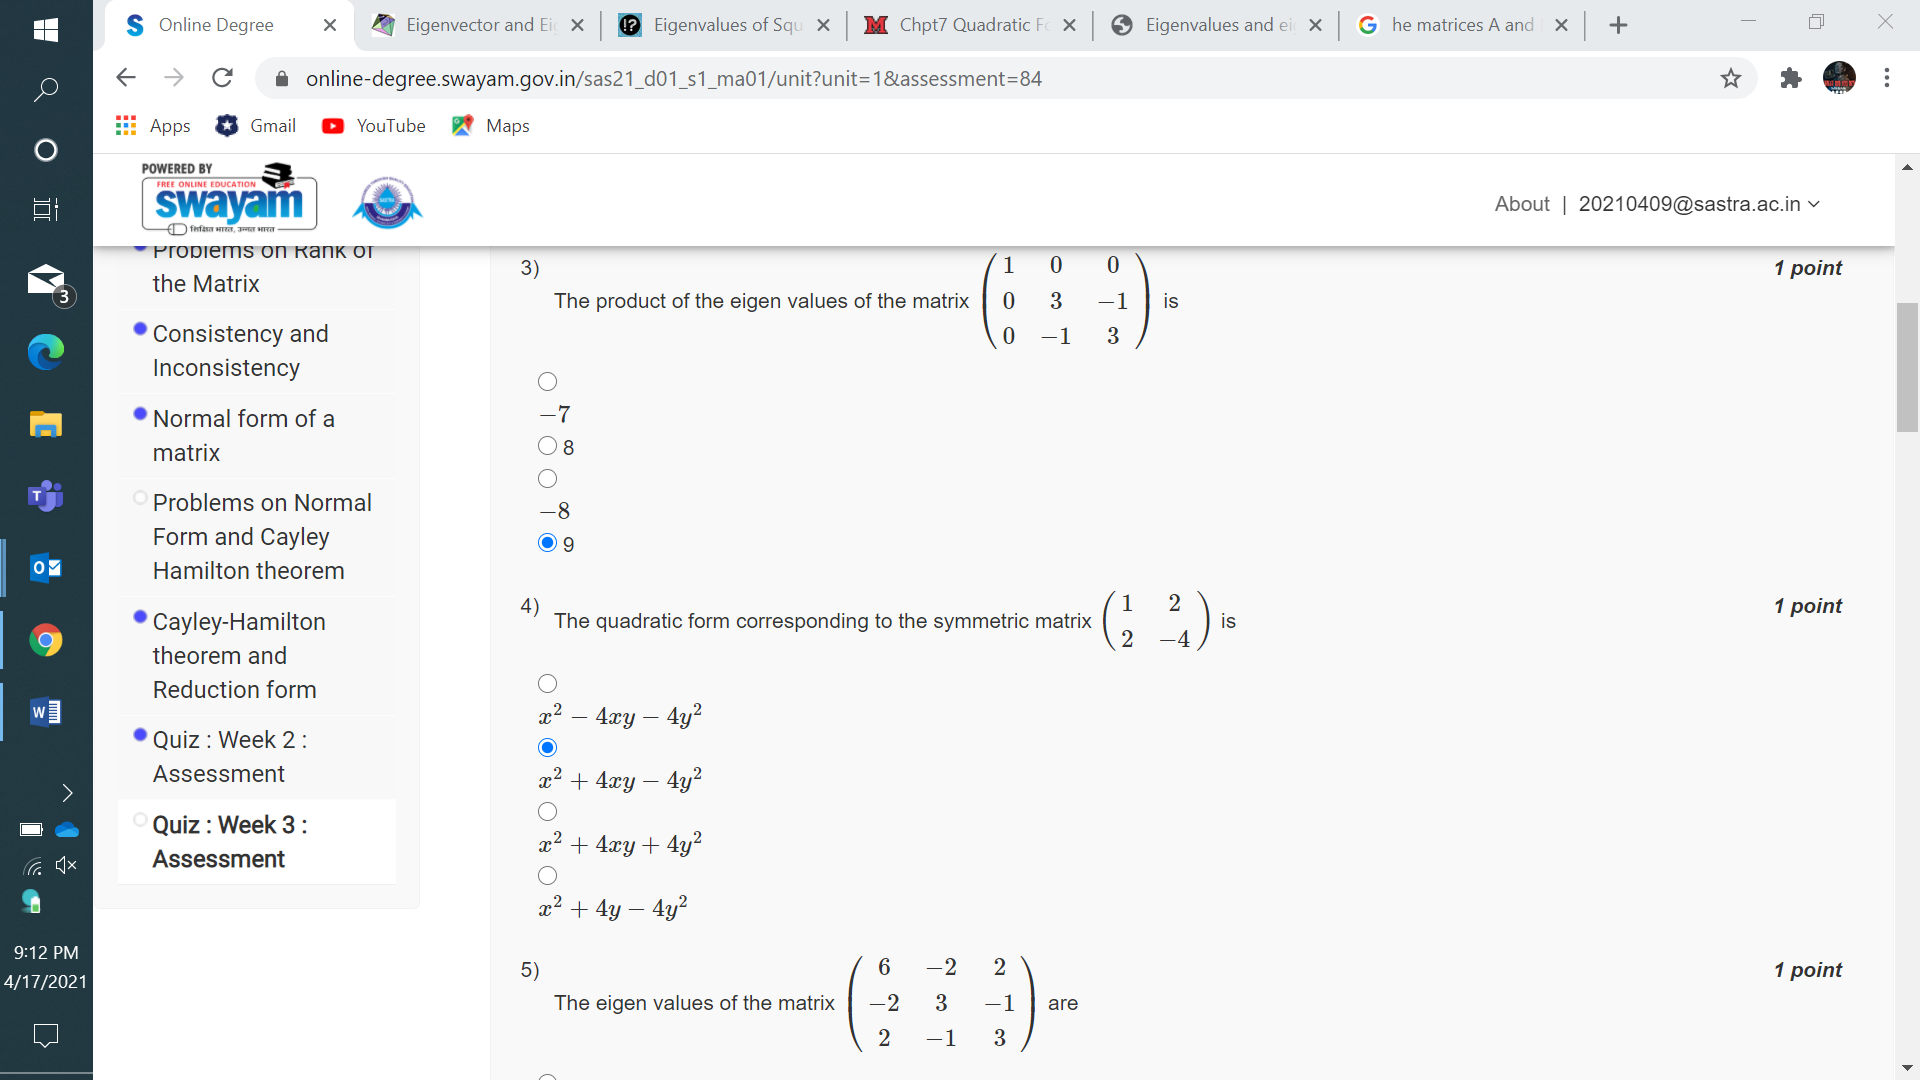 Online Degree
Eigenvector and Eig
Eigenvalues of Squ
Chpt7 Quadratic Fo
Eigenvalues and eig
he matrices A and
online-degree.swayam.gov.in/sas21_d01_s1_ma01/unit?unit=1&assessment=84
Apps
Gmail
YouTube
Maps
POWERED BY
FREE ONLINE EDUCATION
swayam
शिक्षित भारत, उन्नत भारत
About | 20210409@sastra.ac.in
Problems on Rank of
the Matrix
Consistency and
Inconsistency
Normal form of a
matrix
Problems on Normal
Form and Cayley
Hamilton theorem
Cayley-Hamilton
theorem and
Reduction form
Quiz : Week 2 :
Assessment
Quiz : Week 3 :
Assessment
3) 1 point
1 0 0
The product of the eigen values of the matrix 0 3 −1 is
0 −1 3
−7
8
−8
9
4) 1 point
1 2
The quadratic form corresponding to the symmetric matrix is
2 −4
x² − 4xy − 4y²
x² + 4xy − 4y²
x² + 4xy + 4y²
x² + 4y − 4y²
5) 1 point
6 −2 2
The eigen values of the matrix −2 3 −1 are
2 −1 3
3
9:12 PM
4/17/2021